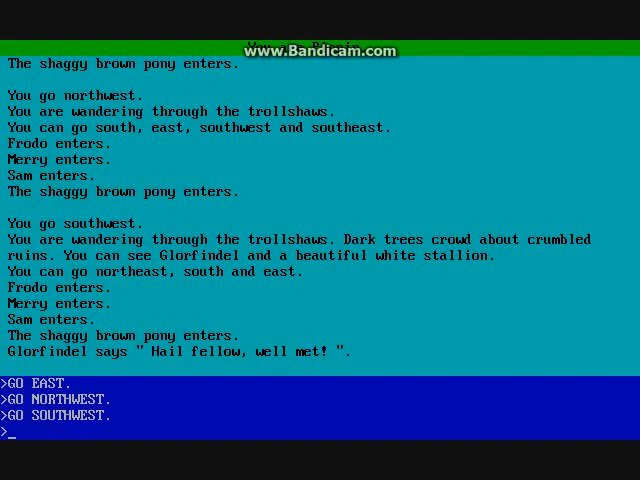 www.Bandicam.com
The shaggy brown pony enters.
You go northwest.
You are wandering through the trollshaws.
You can go south, east, southwest and southeast.
Frodo enters.
Merry enters.
Sam enters.
The shaggy brown pony enters.
You go southwest.
You are wandering through the trollshaws. Dark trees crowd about crumbled
ruins. You can see Glorfindel and a beautiful white stallion.
You can go northeast, south and east.
Frodo enters.
Merry enters.
Sam enters.
The shaggy brown pony enters.
Glorfindel says " Hail fellow, well met! ".
>GO EAST.
>GO NORTHWEST.
>GO SOUTHWEST.
>_